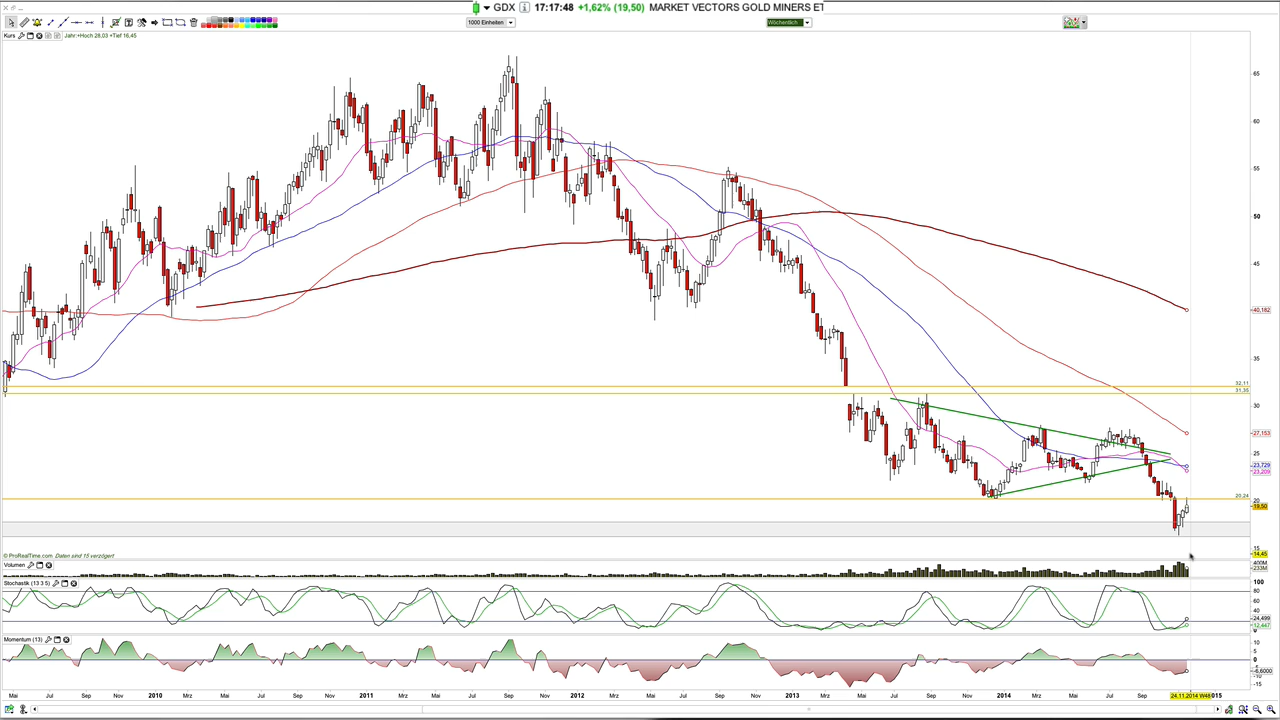 GDX 17:17:48 +1,62% (19,50) MARKET VECTORS GOLD MINERS ET
1000 Einheiten
Wöchentlich
Kurs
Jahr:+Hoch 28,03 +Tief 16,45
65
60
55
50
45
40,182
35
32,11
31,35
30
27,153
25
23,729
23,209
20,24
20
19,50
15
14,45
© ProRealTime.com Daten sind 15 verzögert
Volumen
400M
233M
Stochastik (13 3 5)
100
80
60
40
24,499
12,447
0
Momentum (13)
10
5
0
-6,6000
-15
Mai Jul Sep Nov 2010 Mrz Mai Jul Sep Nov 2011 Mrz Mai Jul Sep Nov 2012 Mrz Mai Jul Sep Nov 2013 Mrz Mai Jul Sep Nov 2014 Mrz Mai Jul Sep 24.11.2014 W48 015